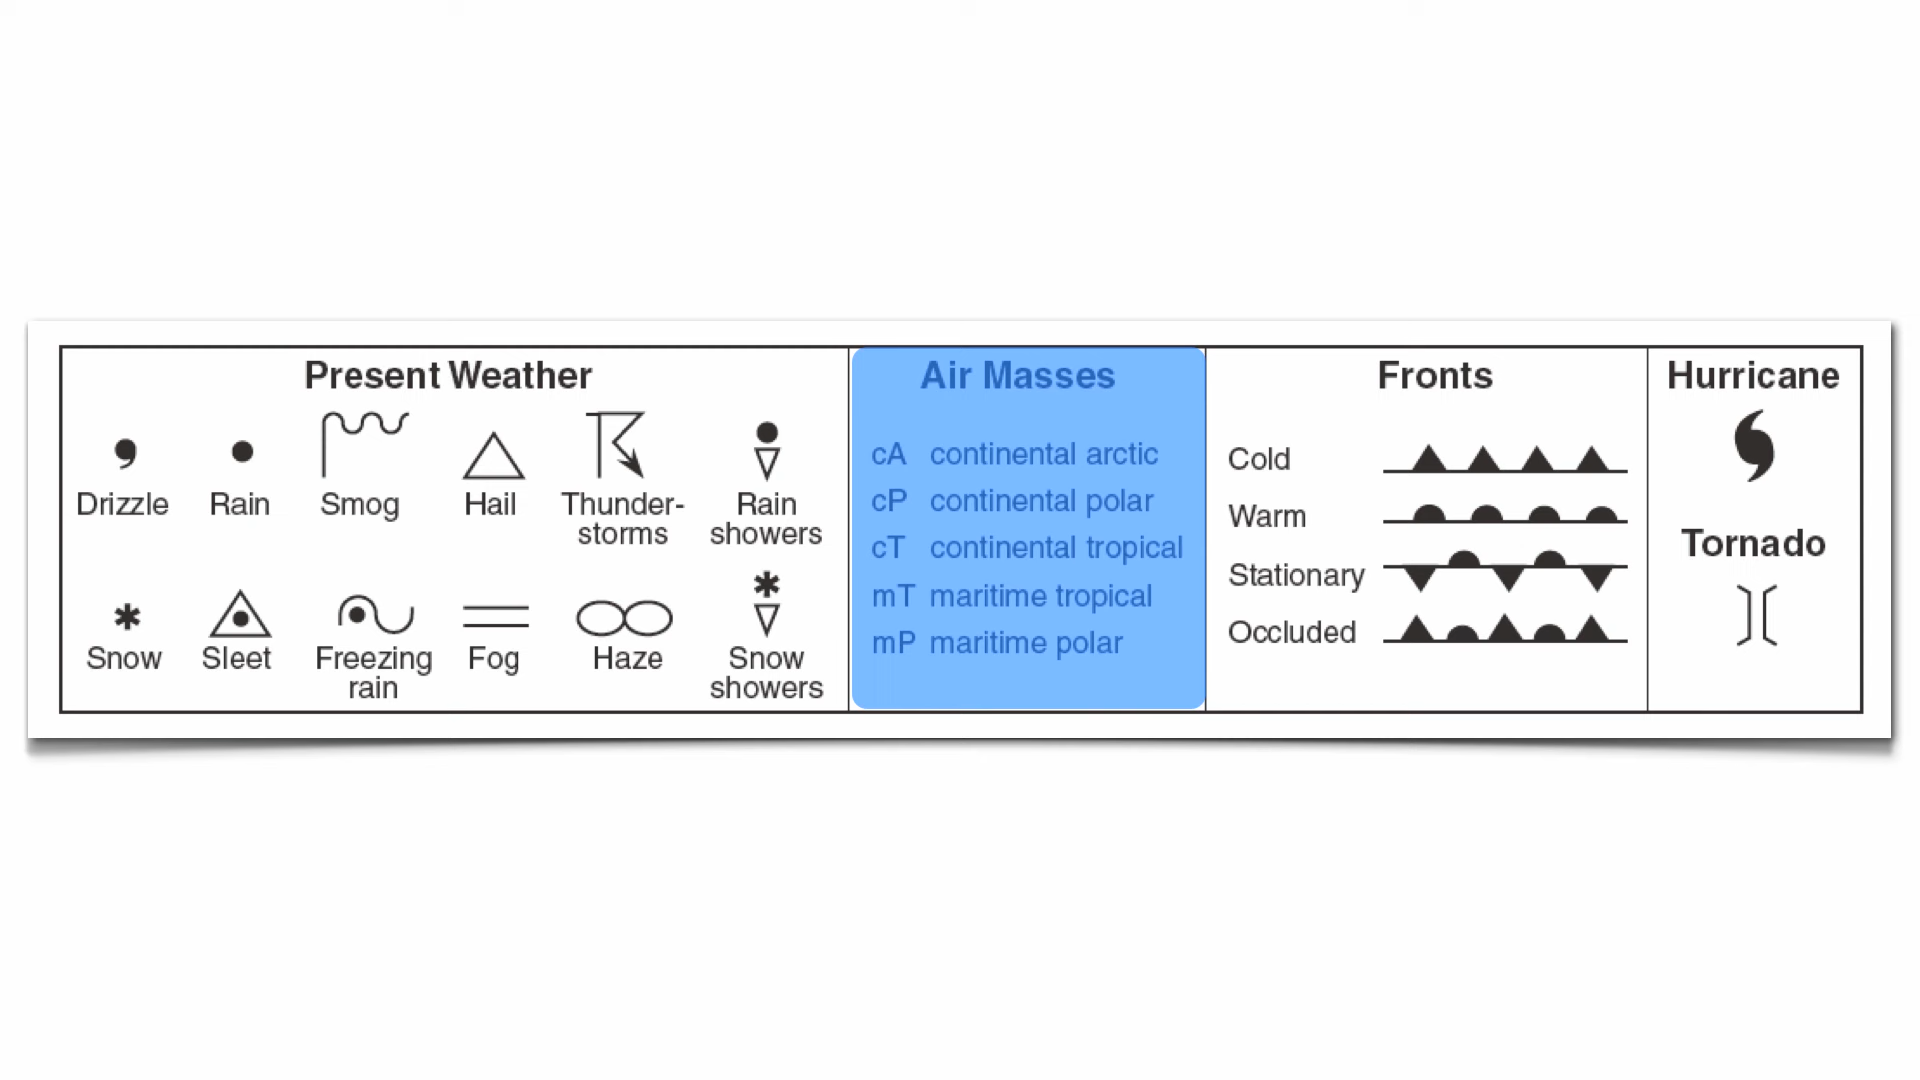 Present Weather
Drizzle
Rain
Smog
Hail
Thunder-
storms
Rain
showers
Snow
Sleet
Freezing
rain
Fog
Haze
Snow
showers
Air Masses
cA continental arctic
cP continental polar
cT continental tropical
mT maritime tropical
mP maritime polar
Fronts
Cold
Warm
Stationary
Occluded
Hurricane
Tornado